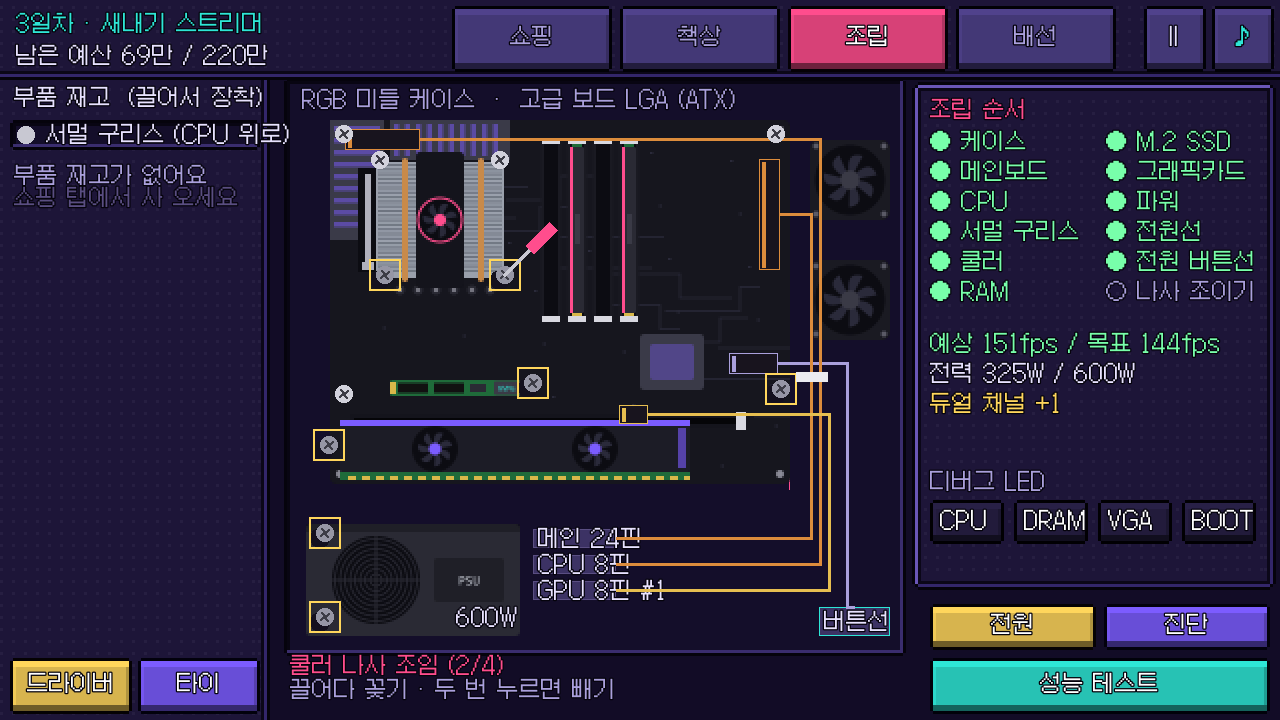 3일차 · 새내기 스트리머
남은 예산 69만 / 220만
쇼핑
책상
조립
배선
부품 재고 (끌어서 장착)
서멀 구리스 (CPU 위로)
부품 재고가 없어요
쇼핑 탭에서 사 오세요
드라이버
타이
RGB 미들 케이스 · 고급 보드 LGA (ATX)
PSU
600W
메인 24핀
CPU 8핀
GPU 8핀 #1
버튼선
쿨러 나사 조임 (2/4)
끌어다 꽂기 · 두 번 누르면 빼기
조립 순서
케이스
M.2 SSD
메인보드
그래픽카드
CPU
파워
서멀 구리스
전원선
쿨러
전원 버튼선
RAM
나사 조이기
예상 151fps / 목표 144fps
전력 325W / 600W
듀얼 채널 +1
디버그 LED
CPU
DRAM
VGA
BOOT
전원
진단
성능 테스트